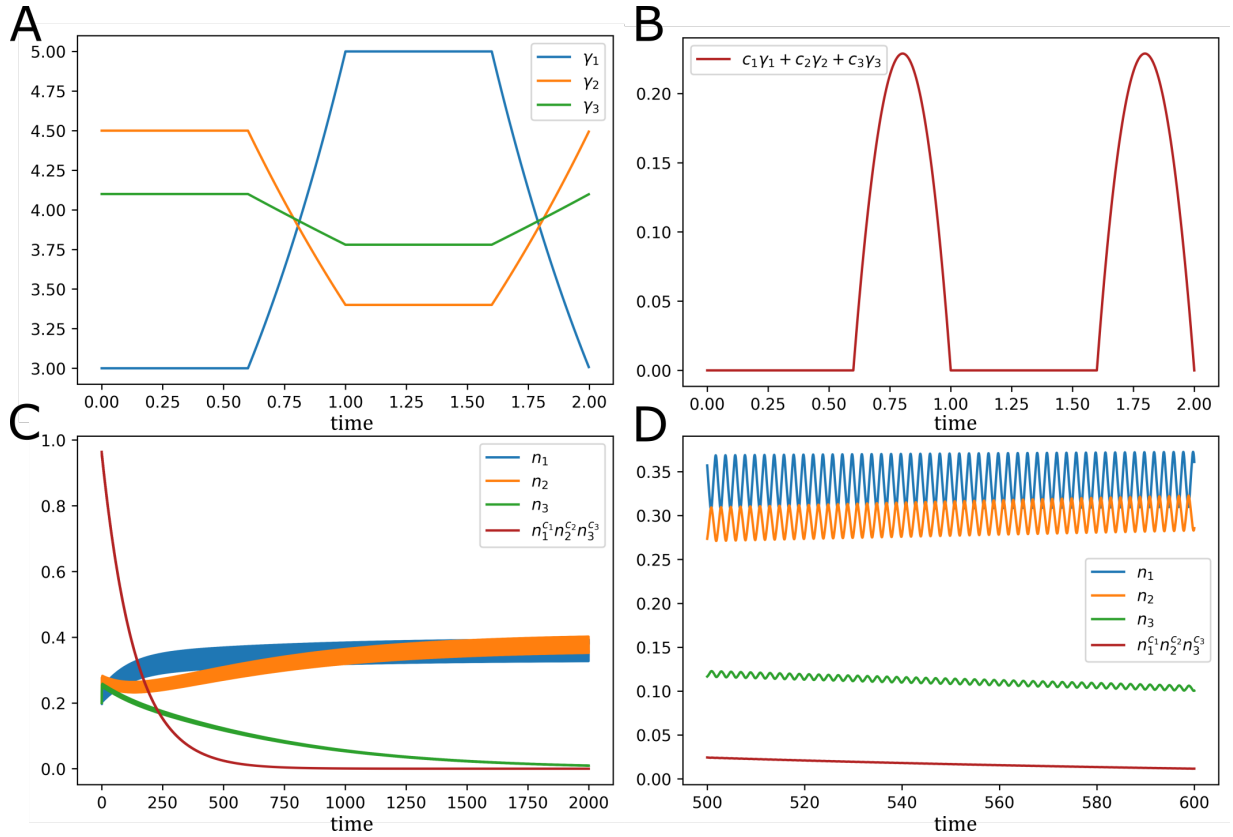 A
5.00
4.75
4.50
4.25
4.00
3.75
3.50
3.25
3.00
γ₁
γ₂
γ₃
0.00 0.25 0.50 0.75 1.00 1.25 1.50 1.75 2.00
time
B
0.20
0.15
0.10
0.05
0.00
c₁γ₁ + c₂γ₂ + c₃γ₃
0.00 0.25 0.50 0.75 1.00 1.25 1.50 1.75 2.00
time
C
1.0
0.8
0.6
0.4
0.2
0.0
n₁
n₂
n₃
n₁^c₁ n₂^c₂ n₃^c₃
0 250 500 750 1000 1250 1500 1750 2000
time
D
0.35
0.30
0.25
0.20
0.15
0.10
0.05
0.00
n₁
n₂
n₃
n₁^c₁ n₂^c₂ n₃^c₃
500 520 540 560 580 600
time